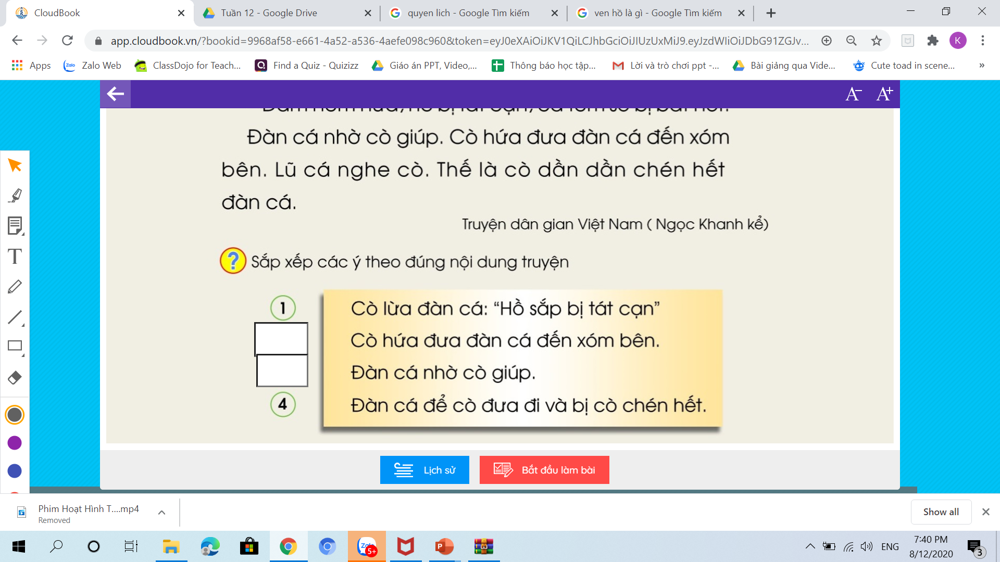 CloudBook
Tuần 12 - Google Drive
quyen lich - Google Tìm kiếm
ven hồ là gì - Google Tìm kiếm
app.cloudbook.vn/?bookid=9968af58-e661-4a52-a536-4aefe098c960&token=eyJ0eXAiOiJKV1QiLCJhbGciOiJIUzUxMiJ9.eyJzdWIiOiJDbG91ZGJv...
K
Apps
Zalo Web
ClassDojo for Teach...
Find a Quiz - Quizizz
Giáo án PPT, Video,...
Thông báo học tập...
Lời và trò chơi ppt -...
Bài giảng qua Vide...
Cute toad in scene...
»
A-
A+
Đàn cá nhờ cò giúp. Cò hứa đưa đàn cá đến xóm
bên. Lũ cá nghe cò. Thế là cò dần dần chén hết
đàn cá.
Truyện dân gian Việt Nam ( Ngọc Khanh kể)
? Sắp xếp các ý theo đúng nội dung truyện
1 Cò lừa đàn cá: “Hồ sắp bị tát cạn”
Cò hứa đưa đàn cá đến xóm bên.
Đàn cá nhờ cò giúp.
4 Đàn cá để cò đưa đi và bị cò chén hết.
T
Lịch sử
Bắt đầu làm bài
Phim Hoạt Hình T....mp4
Removed
Show all
Zalo
5+
P
ENG
7:40 PM
8/12/2020
3